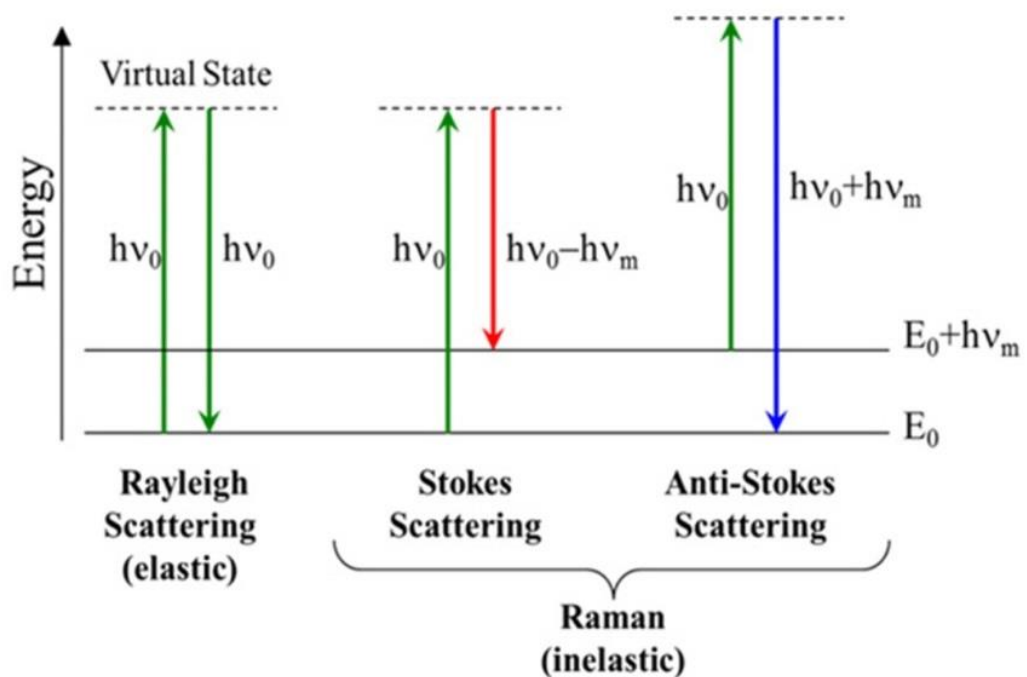 Energy
Virtual State
hν₀
hν₀
hν₀
hν₀–hνₘ
hν₀
hν₀+hνₘ
E₀+hνₘ
E₀
Rayleigh
Scattering
(elastic)
Stokes
Scattering
Anti-Stokes
Scattering
Raman
(inelastic)